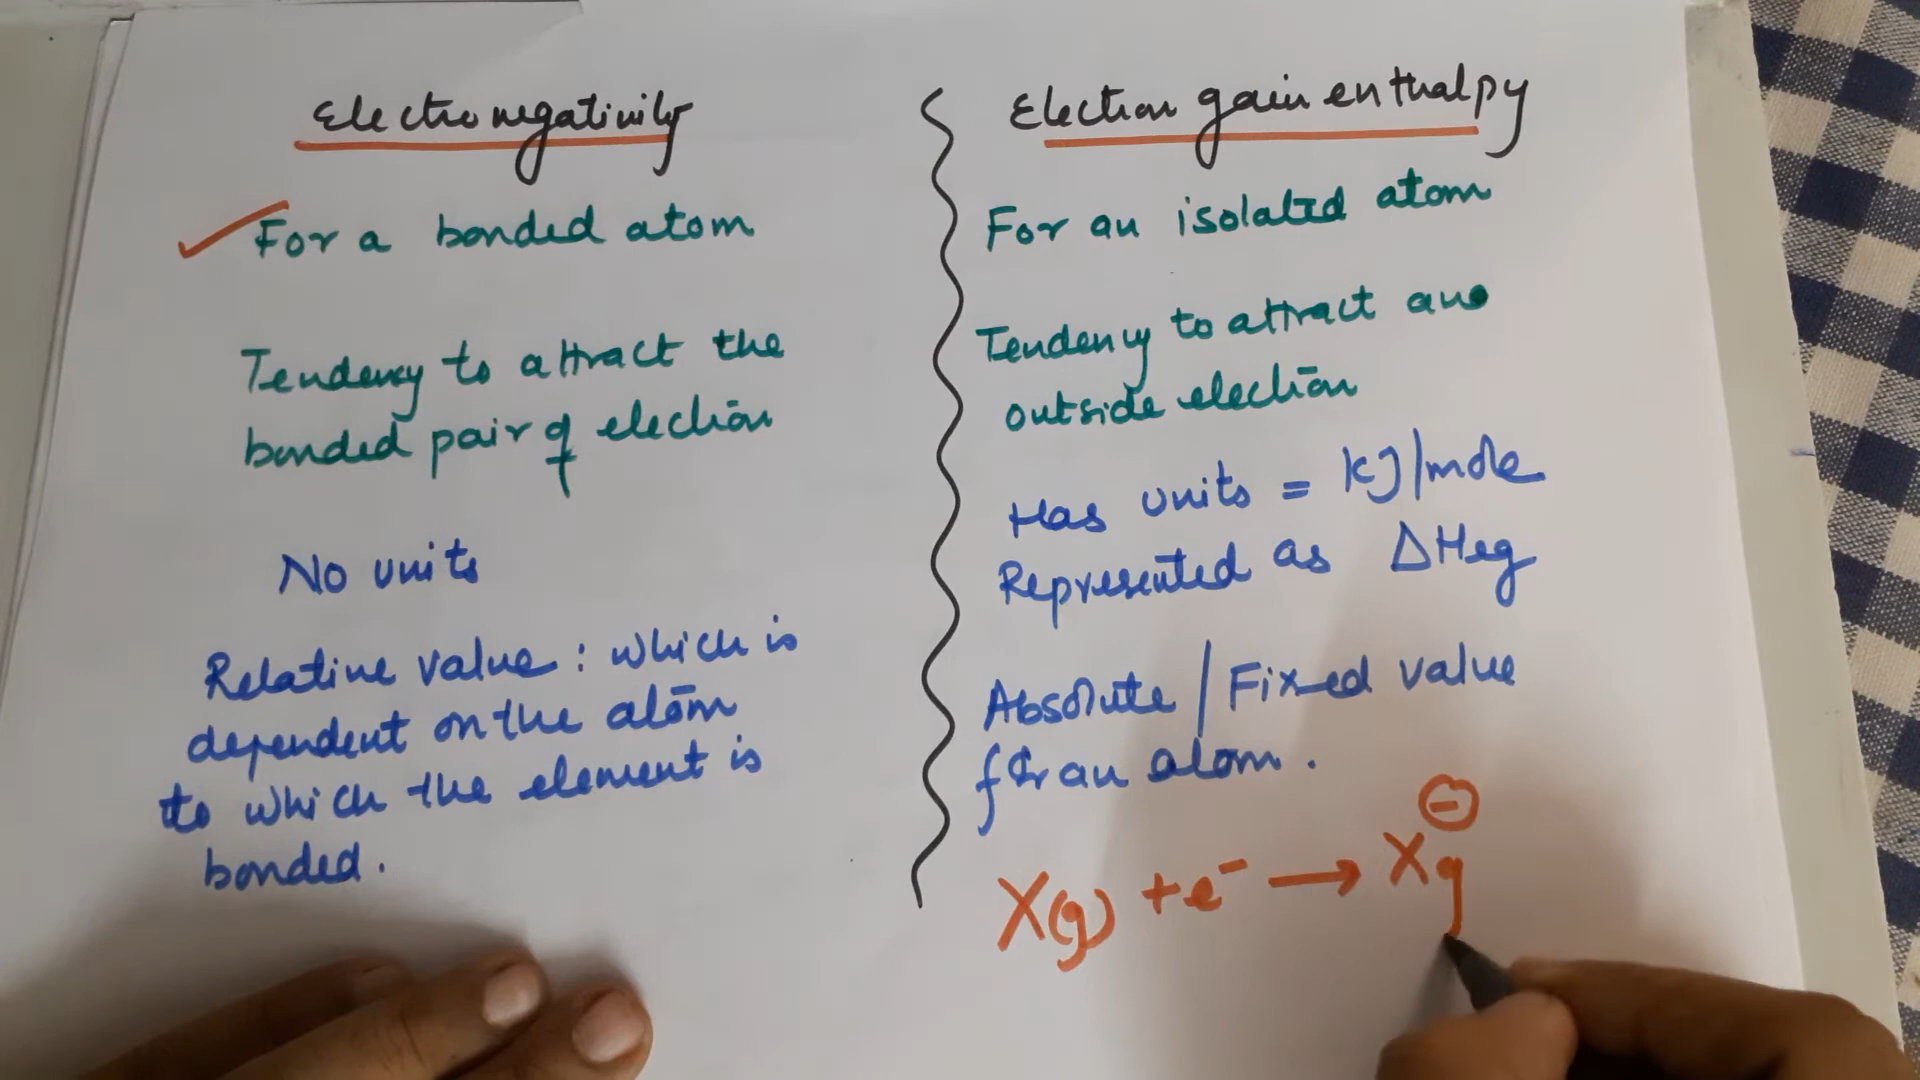 Electronegativity
For a bonded atom
Tendency to attract the
bonded pair of electron
No units
Relative value : which is
dependent on the atom
to which the element is
bonded.
Electron gain enthalpy
For an isolated atom
Tendency to attract an
outside electron
Has units = KJ/mole
Represented as ΔHeg
Absolute / Fixed value
for an atom.
X(g) + e⁻ → X⊖g